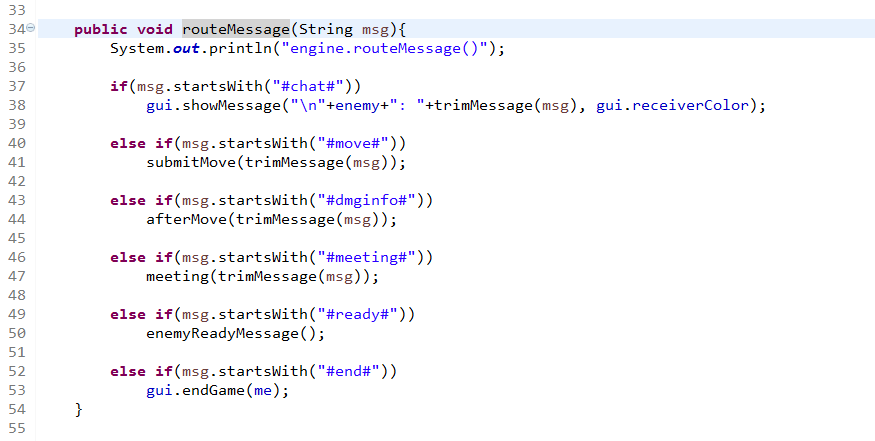 33
34 public void routeMessage(String msg){
35 System.out.println("engine.routeMessage()");
36
37 if(msg.startsWith("#chat#"))
38 gui.showMessage("\n"+enemy+": "+trimMessage(msg), gui.receiverColor);
39
40 else if(msg.startsWith("#move#"))
41 submitMove(trimMessage(msg));
42
43 else if(msg.startsWith("#dmginfo#"))
44 afterMove(trimMessage(msg));
45
46 else if(msg.startsWith("#meeting#"))
47 meeting(trimMessage(msg));
48
49 else if(msg.startsWith("#ready#"))
50 enemyReadyMessage();
51
52 else if(msg.startsWith("#end#"))
53 gui.endGame(me);
54 }
55